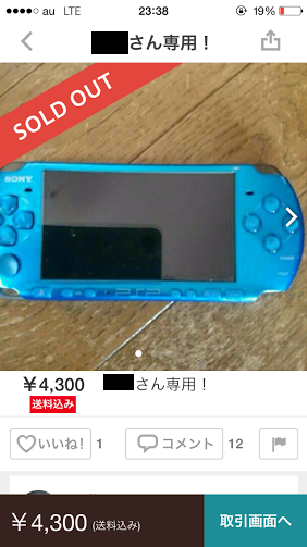 au LTE 23:38 19%
さん専用！
SOLD OUT
SONY
PSP
¥4,300 さん専用！
送料込み
いいね！ 1 コメント 12
¥4,300 (送料込み) 取引画面へ